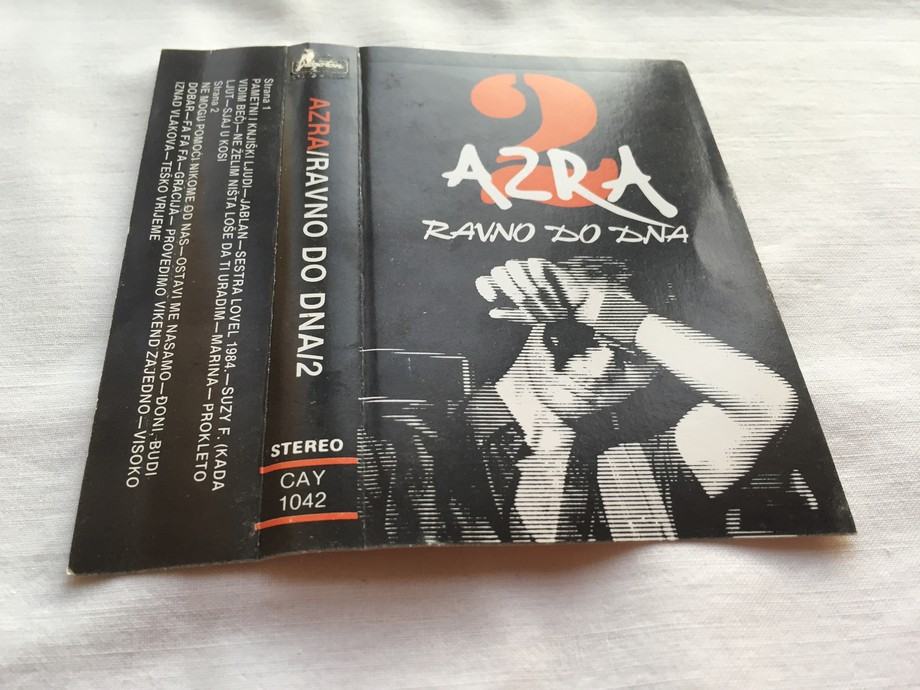 Strana 1
PAMETNI I KNJIŠKI LJUDI—JABLAN—SESTRA LOVEL, 1984.—SUZY F. (KADA
VIDIM BEČ)—NE ŽELIM NIŠTA LOŠE DA TI URADIM—MARINA—PROKLETO
LJUT—SJAJ U KOSI
Strana 2
NE MOGU POMOĆI NIKOME OD NAS—OSTAVI ME NASAMO—ĐONI, BUDI
DOBAR—FA FA FA—GRACIJA—PROVEDIMO VIKEND ZAJEDNO—VISOKO
IZNAD VLAKOVA—TEŠKO VRIJEME
Jugoton
AZRA/RAVNO DO DNA/2
STEREO
CAY
1042
2
AZRA
RAVNO DO DNA